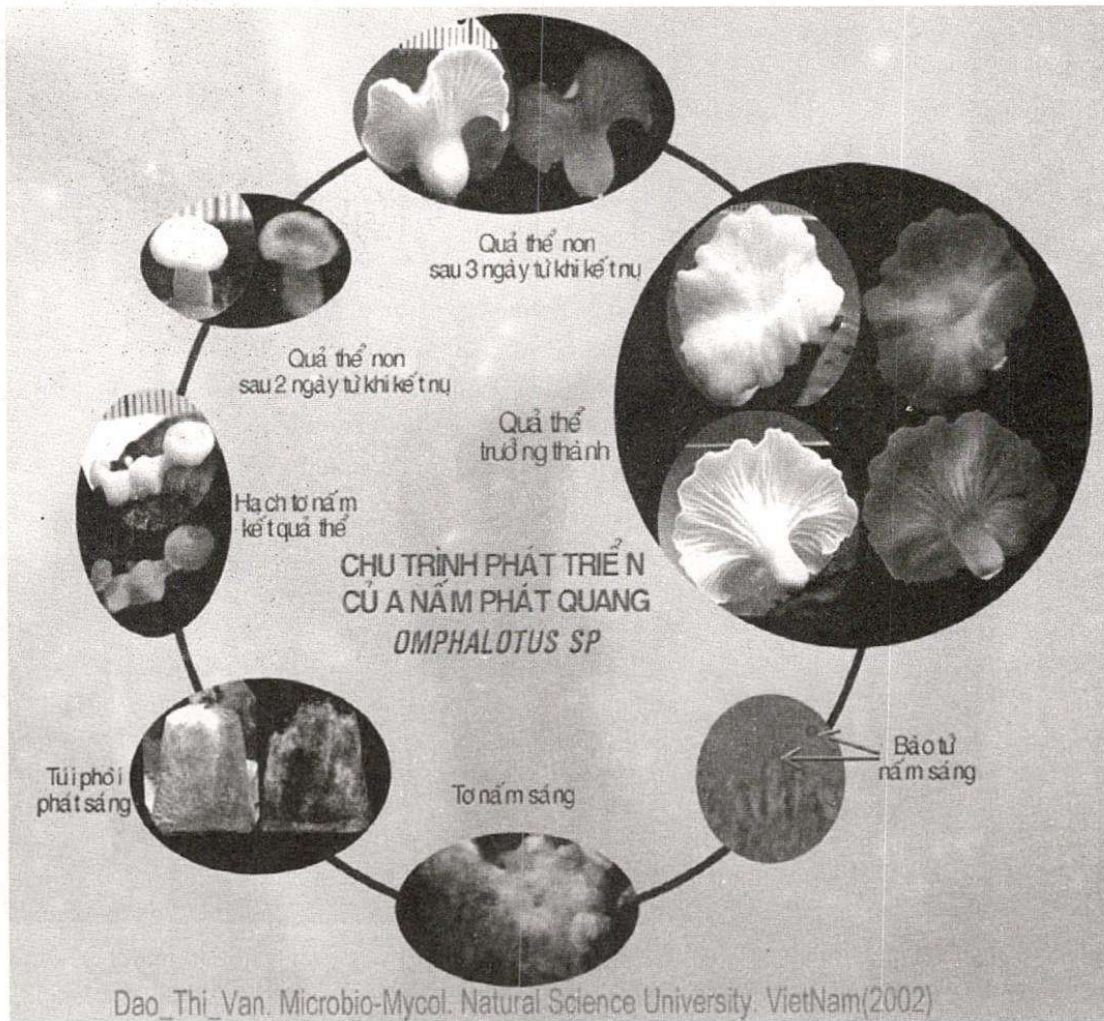 Quả thể non
sau 3 ngày từ khi kết nụ
Quả thể non
sau 2 ngày từ khi kết nụ
Quả thể
trưởng thành
Hạch tơ nấm
kết quả thể
CHU TRÌNH PHÁT TRIỂN
CỦA NẤM PHÁT QUANG
OMPHALOTUS SP
Túi phôi
phát sáng
Tơ nấm sáng
Bào tử
nấm sáng
Dao_Thi_Van. Microbio-Mycol. Natural Science University. VietNam(2002)